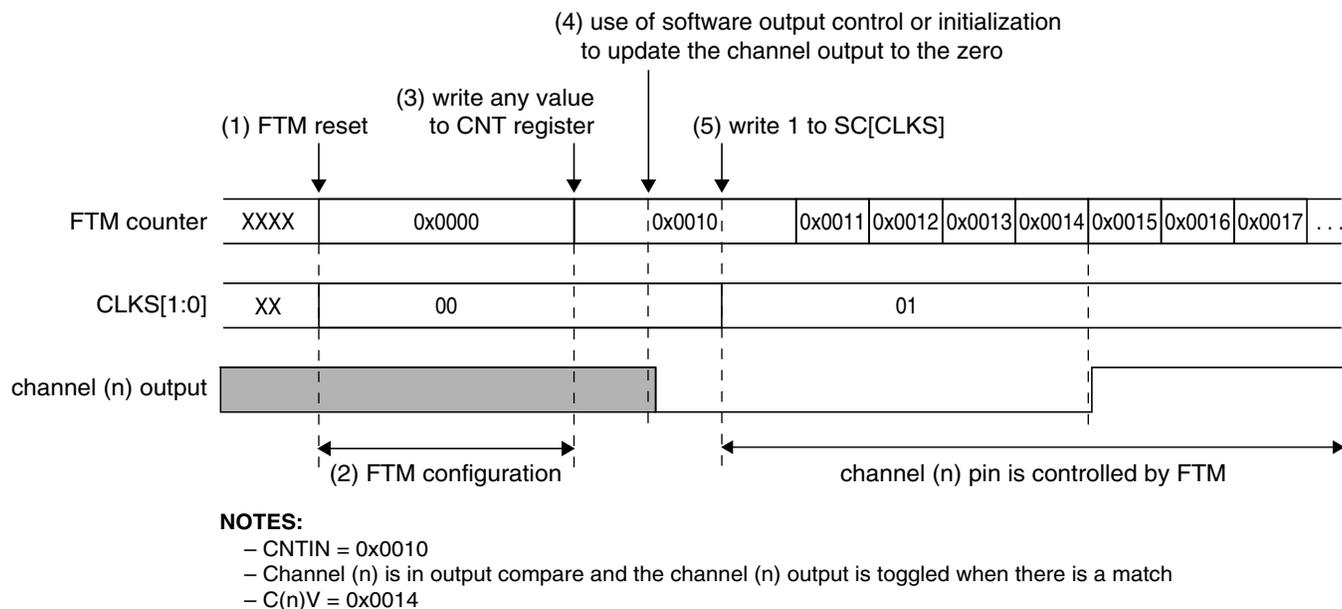 (4) use of software output control or initialization
to update the channel output to the zero
(3) write any value
to CNT register
(1) FTM reset
(5) write 1 to SC[CLKS]
FTM counter
XXXX
0x0000
0x0010
0x0011
0x0012
0x0013
0x0014
0x0015
0x0016
0x0017
. . .
CLKS[1:0]
XX
00
01
channel (n) output
(2) FTM configuration
channel (n) pin is controlled by FTM
NOTES:
– CNTIN = 0x0010
– Channel (n) is in output compare and the channel (n) output is toggled when there is a match
– C(n)V = 0x0014